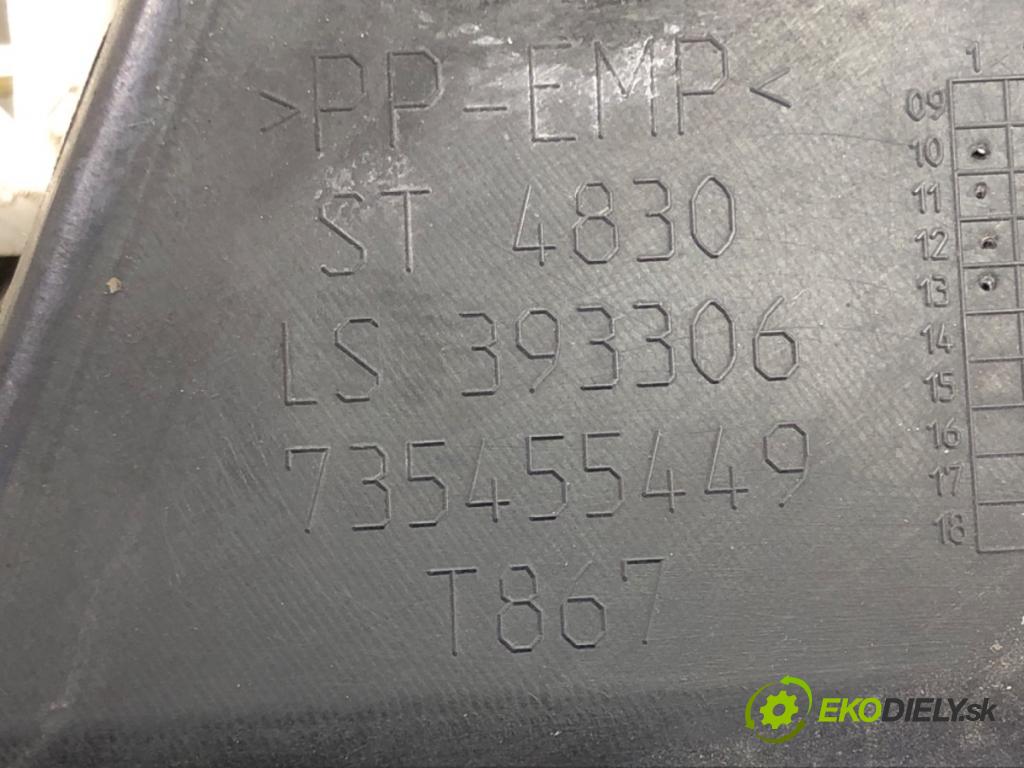 >PP-EMP<
ST 4830
LS 393306
735455449
T867
1
09
10
11
12
13
14
15
16
17
18
EKODIELY.sk